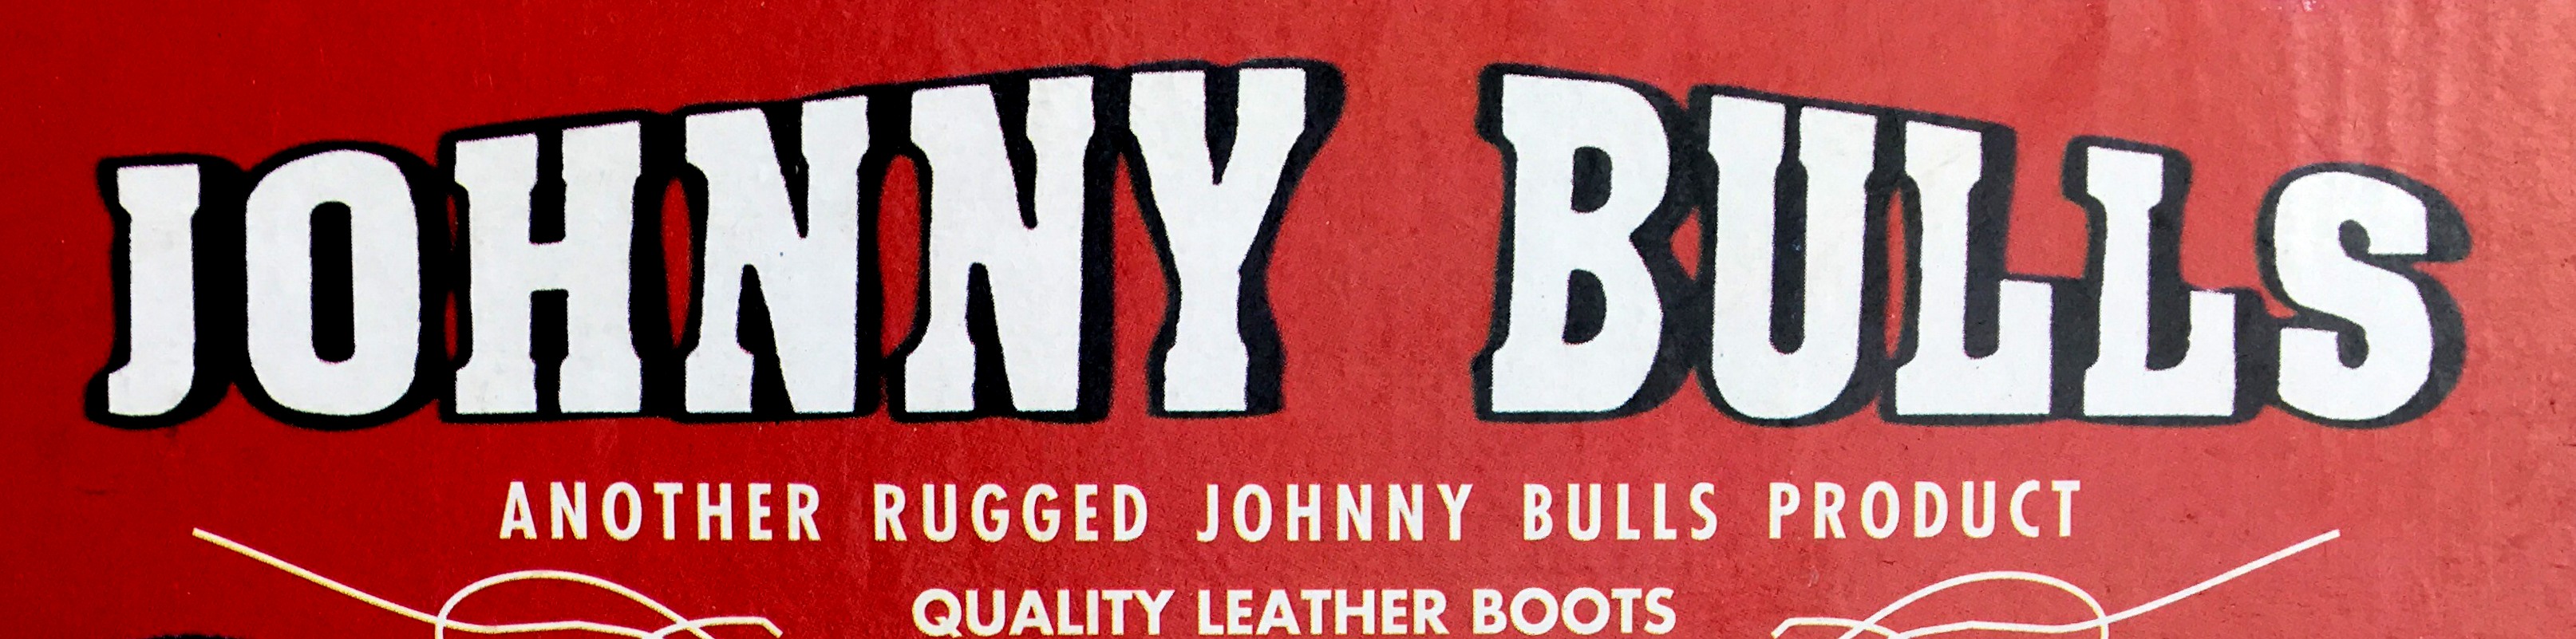 JOHNNY BULLS
ANOTHER RUGGED JOHNNY BULLS PRODUCT
QUALITY LEATHER BOOTS